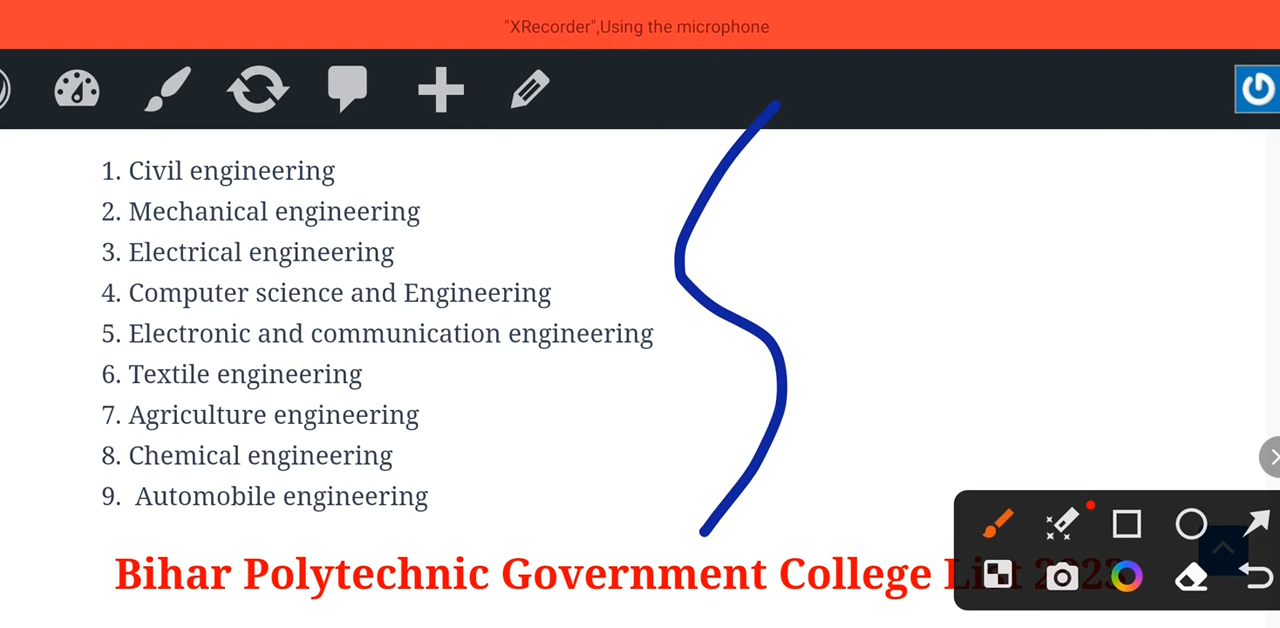 "XRecorder",Using the microphone
1. Civil engineering
2. Mechanical engineering
3. Electrical engineering
4. Computer science and Engineering
5. Electronic and communication engineering
6. Textile engineering
7. Agriculture engineering
8. Chemical engineering
9. Automobile engineering
Bihar Polytechnic Government College List 2023